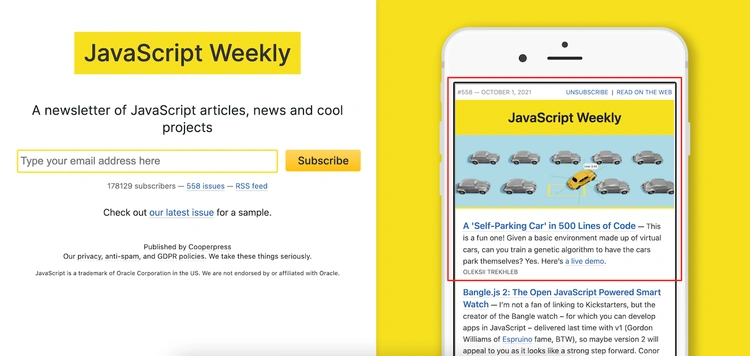 JavaScript Weekly
A newsletter of JavaScript articles, news and cool
projects
Type your email address here
Subscribe
178129 subscribers — 558 issues — RSS feed
Check out our latest issue for a sample.
Published by Cooperpress
Our privacy, anti-spam, and GDPR policies. We take these things seriously.
JavaScript is a trademark of Oracle Corporation in the US. We are not endorsed by or affiliated with Oracle.
#558 — OCTOBER 1, 2021
UNSUBSCRIBE | READ ON THE WEB
JavaScript Weekly
A 'Self-Parking Car' in 500 Lines of Code — This
is a fun one! Given a basic environment made up of virtual
cars, can you train a genetic algorithm to have the cars
park themselves? Yes. Here's a live demo.
OLEKSII TREKHLEB
Bangle.js 2: The Open JavaScript Powered Smart
Watch — I'm not a fan of linking to Kickstarters, but the
creator of the Bangle watch – for which you can develop
apps in JavaScript – delivered last time with v1 (Gordon
Williams of Espruino fame, BTW), so maybe version 2 will
appeal to you as it looks like a strong step forward. Conor